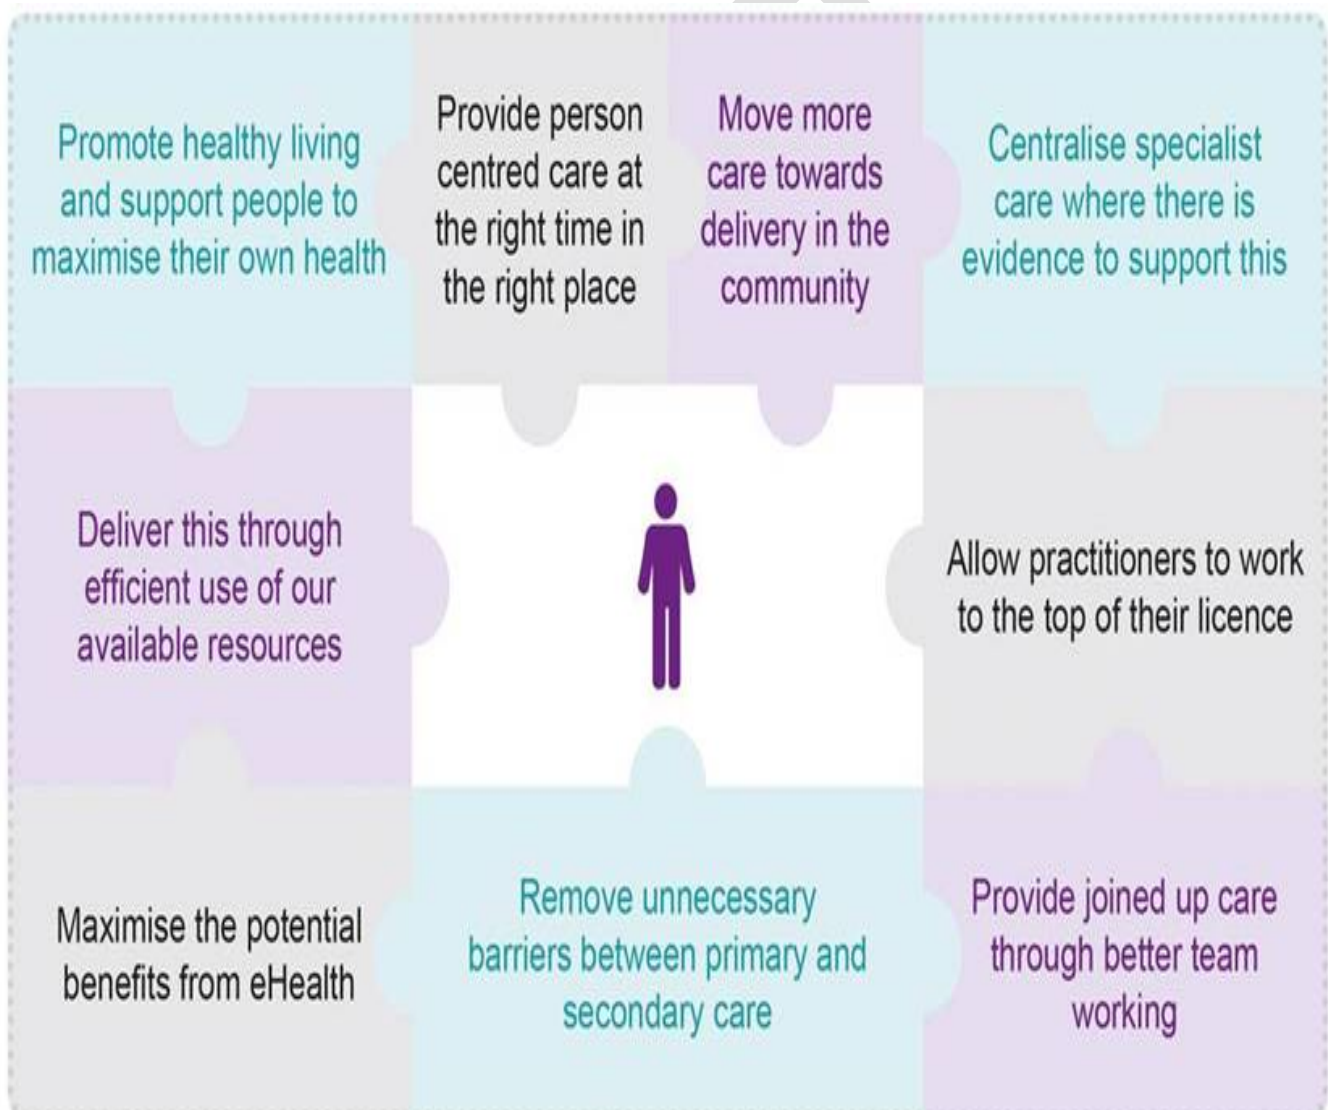 Promote healthy living
and support people to
maximise their own health
Provide person
centred care at
the right time in
the right place
Move more
care towards
delivery in the
community
Centralise specialist
care where there is
evidence to support this
Deliver this through
efficient use of our
available resources
Allow practitioners to work
to the top of their licence
Maximise the potential
benefits from eHealth
Remove unnecessary
barriers between primary and
secondary care
Provide joined up care
through better team
working